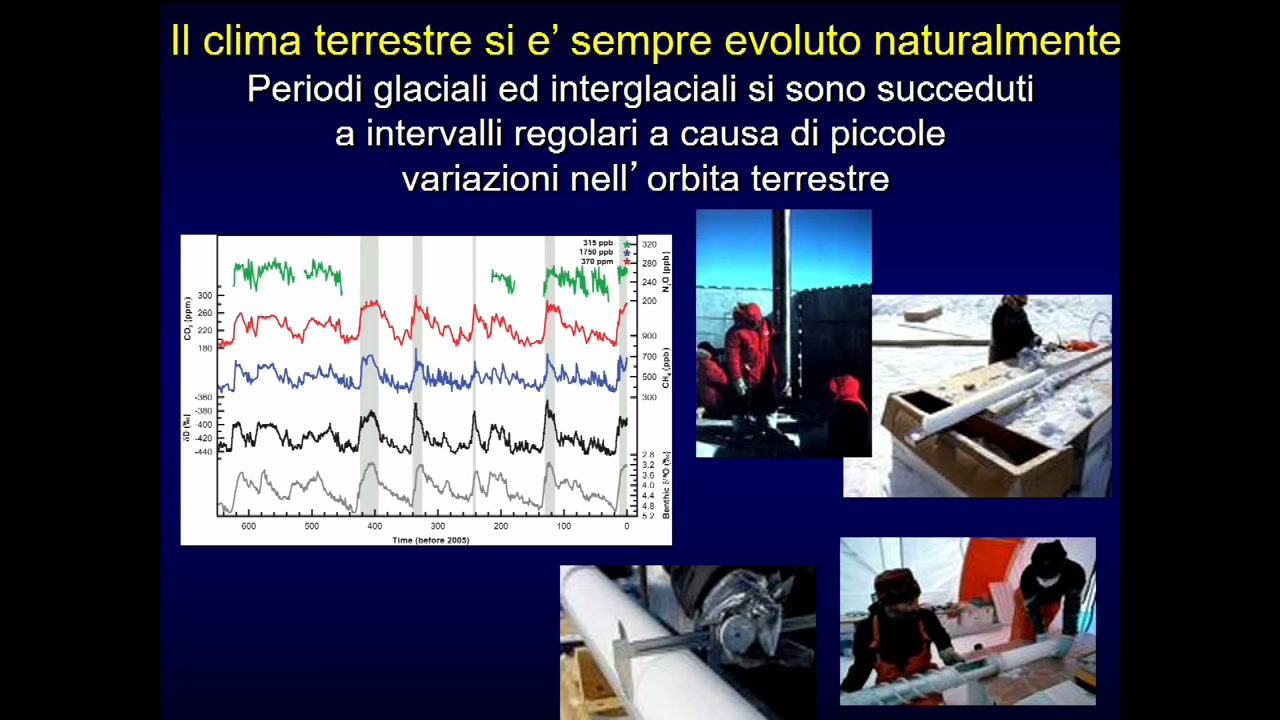 Il clima terrestre si e’ sempre evoluto naturalmente
Periodi glaciali ed interglaciali si sono succeduti
a intervalli regolari a causa di piccole
variazioni nell’orbita terrestre
315 ppb
1750 ppb
370 ppm
320
280
240
200
N₂O (ppb)
300
260
220
180
CO₂ (ppm)
900
700
500
300
CH₄ (ppb)
-360
-380
-400
-420
-440
δD (‰)
2.8
3.2
3.6
4.0
4.4
4.8
5.2
Benthic δ¹⁸O (‰)
600 500 400 300 200 100 0
Time (before 2005)